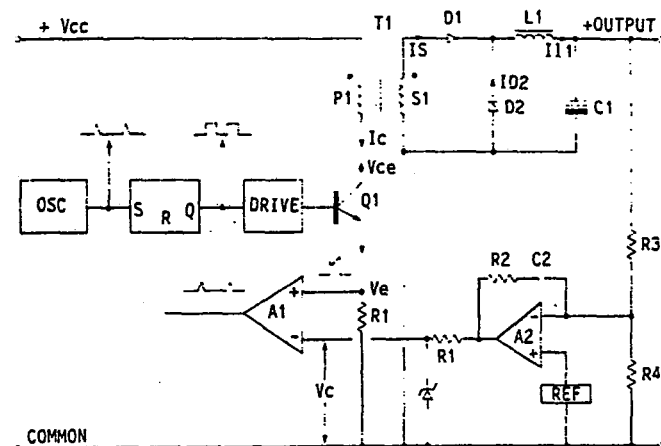 + Vcc
T1
D1
L1
+OUTPUT
IS
Il1
P1
S1
ID2
D2
C1
Ic
Vce
Q1
OSC
S
R
Q
DRIVE
R3
R2
C2
Ve
A1
+
-
R1
R1
A2
-
+
R4
Vc
REF
COMMON